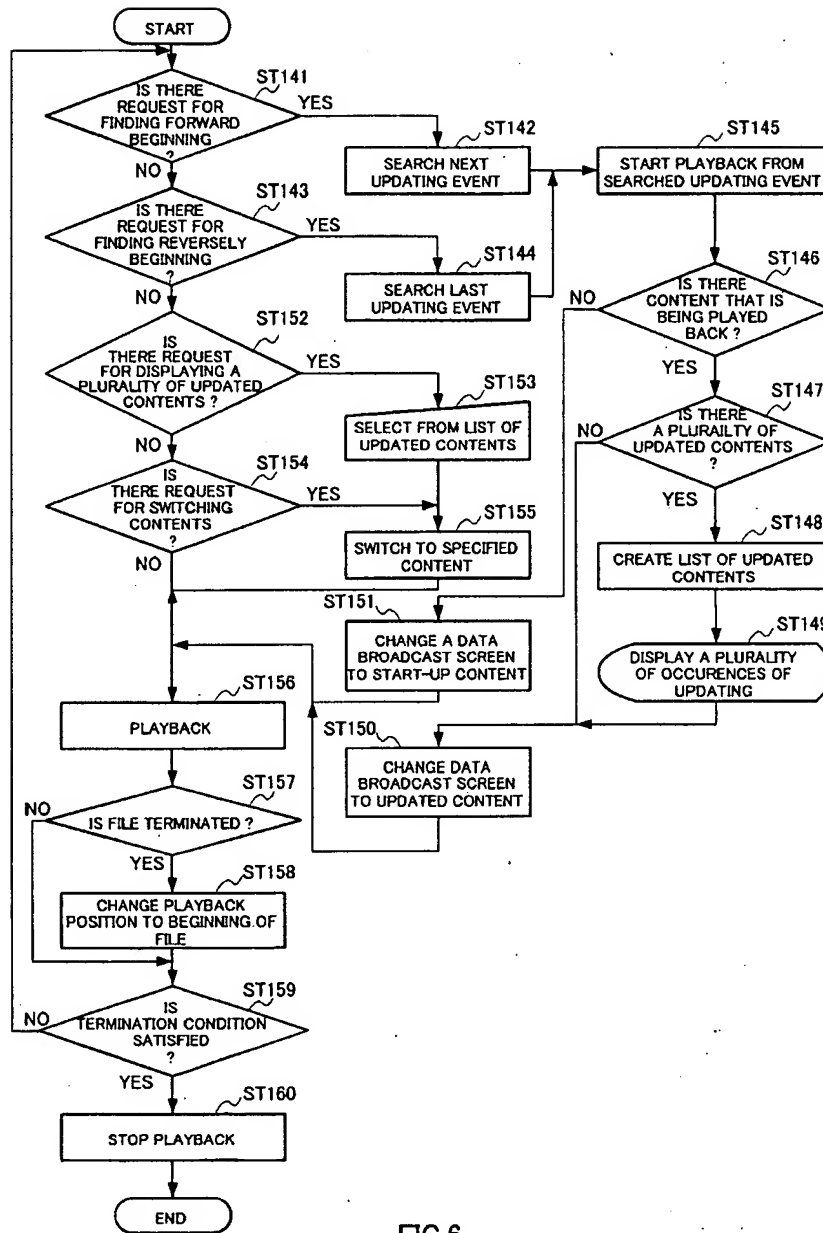 START
ST141
IS THERE
REQUEST FOR
FINDING FORWARD
BEGINNING
?
YES
NO
ST142
SEARCH NEXT
UPDATING EVENT
ST145
START PLAYBACK FROM
SEARCHED UPDATING EVENT
ST143
IS THERE
REQUEST FOR
FINDING REVERSELY
BEGINNING
?
YES
NO
ST144
SEARCH LAST
UPDATING EVENT
ST146
IS THERE
CONTENT THAT IS
BEING PLAYED
BACK ?
NO
YES
ST152
IS
THERE REQUEST
FOR DISPLAYING A
PLURALITY OF UPDATED
CONTENTS ?
YES
NO
ST153
SELECT FROM LIST OF
UPDATED CONTENTS
ST147
IS THERE
A PLURAILTY OF
UPDATED CONTENTS
?
NO
YES
ST154
IS
THERE REQUEST
FOR SWITCHING
CONTENTS
?
YES
NO
ST155
SWITCH TO SPECIFIED
CONTENT
ST148
CREATE LIST OF UPDATED
CONTENTS
ST151
CHANGE A DATA
BROADCAST SCREEN
TO START-UP CONTENT
ST149
DISPLAY A PLURALITY
OF OCCURENCES OF
UPDATING
ST156
PLAYBACK
ST150
CHANGE DATA
BROADCAST SCREEN
TO UPDATED CONTENT
ST157
IS FILE TERMINATED ?
NO
YES
ST158
CHANGE PLAYBACK
POSITION TO BEGINNING OF
FILE
ST159
IS
TERMINATION CONDITION
SATISFIED
?
NO
YES
ST160
STOP PLAYBACK
END
FIG.6